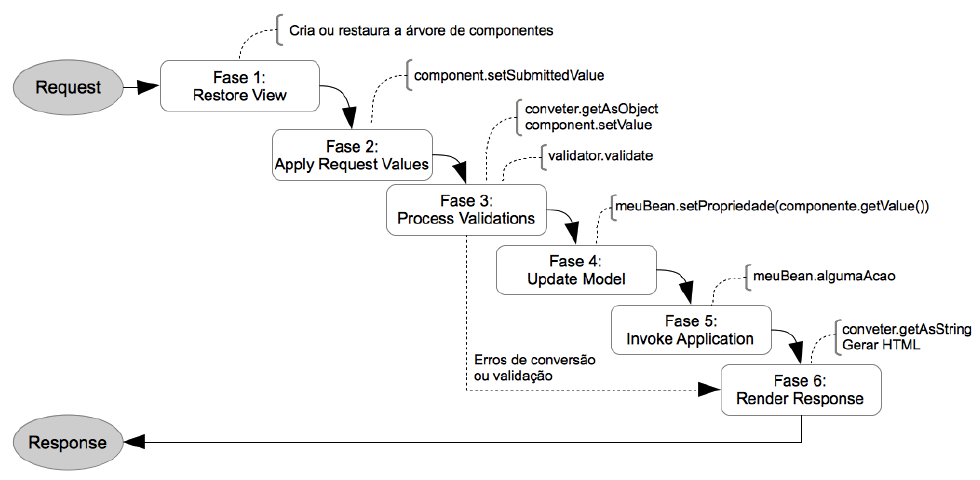 Cria ou restaura a árvore de componentes
Request
Fase 1:
Restore View
component.setSubmittedValue
conveter.getAsObject
component.setValue
Fase 2:
Apply Request Values
validator.validate
Fase 3:
Process Validations
meuBean.setPropriedade(componente.getValue())
Fase 4:
Update Model
meuBean.algumaAcao
Fase 5:
Invoke Application
conveter.getAsString
Gerar HTML
Erros de conversão
ou validação
Fase 6:
Render Response
Response